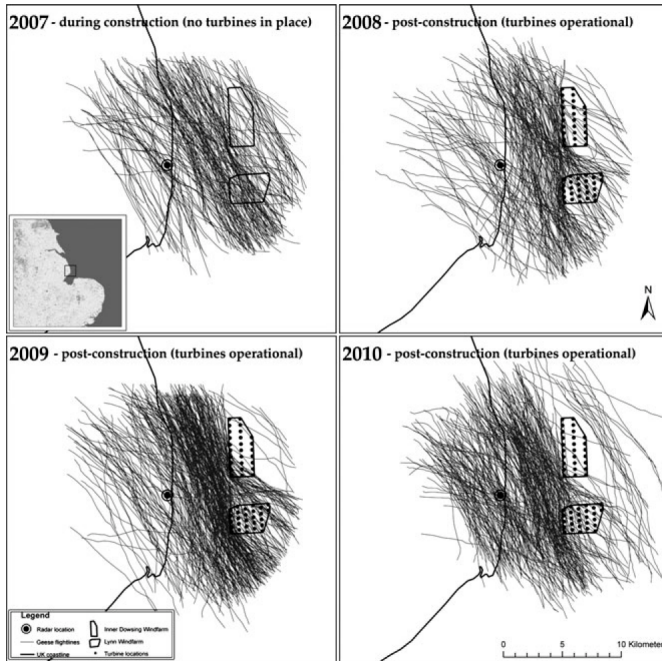 2007 - during construction (no turbines in place)
2008 - post-construction (turbines operational)
N
2009 - post-construction (turbines operational)
2010 - post-construction (turbines operational)
Legend
Radar location
Inner Dowsing Windfarm
Geese flightlines
Lynn Windfarm
UK coastline
Turbine locations
0 5 10 Kilometer